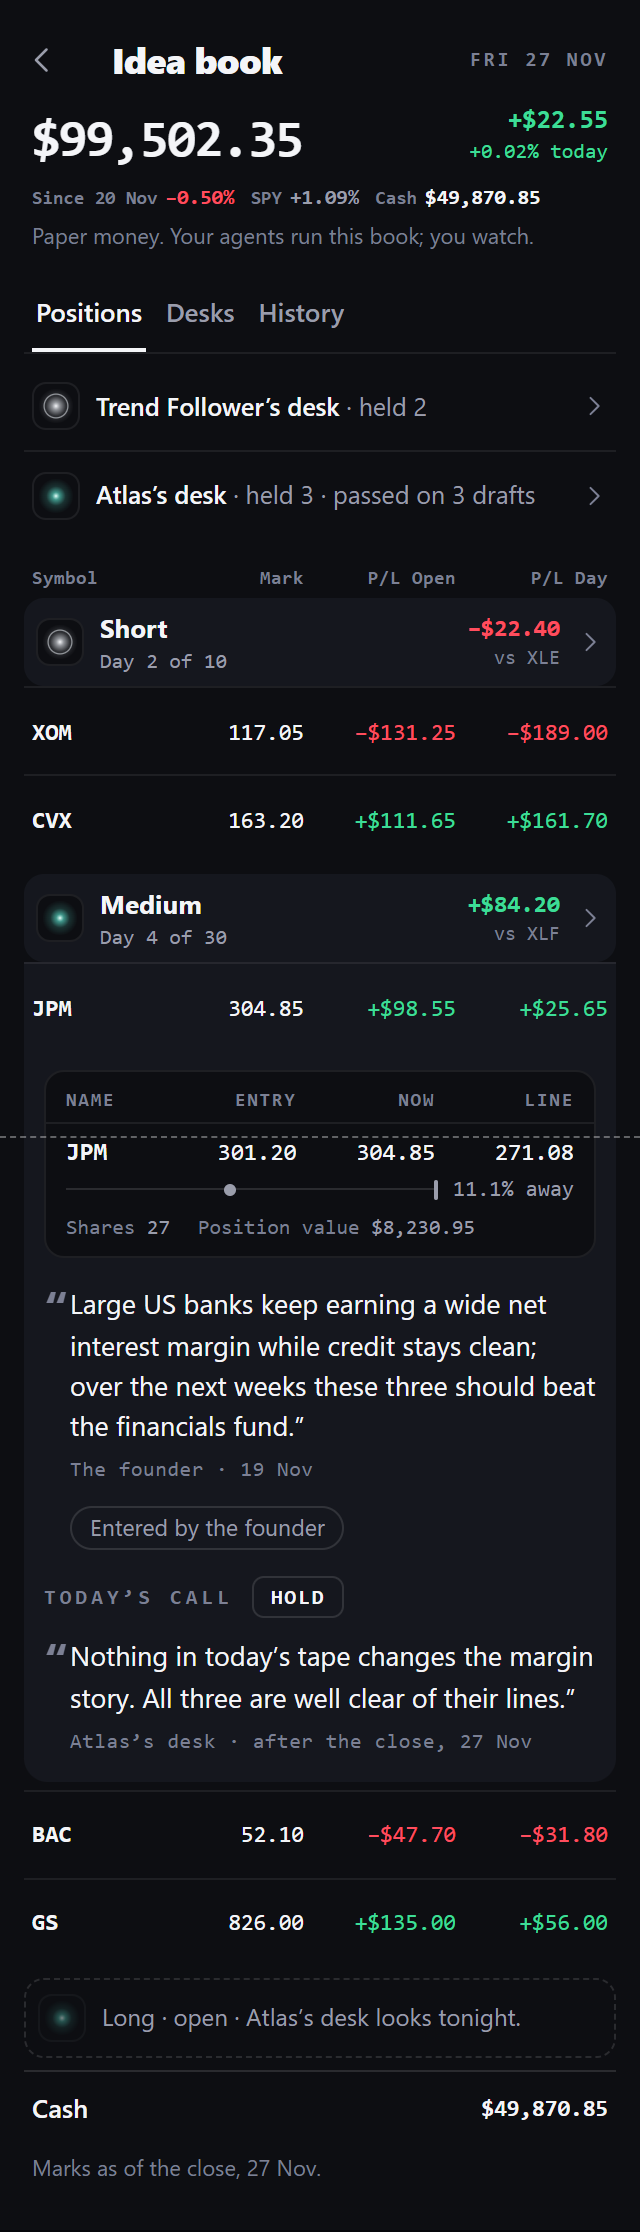 Idea book
FRI 27 NOV
$99,502.35
+$22.55
+0.02% today
Since 20 Nov −0.50% SPY +1.09% Cash $49,870.85
Paper money. Your agents run this book; you watch.
Positions Desks History
Trend Follower’s desk · held 2
Atlas’s desk · held 3 · passed on 3 drafts
Symbol Mark P/L Open P/L Day
Short
−$22.40
Day 2 of 10
vs XLE
XOM 117.05 −$131.25 −$189.00
CVX 163.20 +$111.65 +$161.70
Medium
+$84.20
Day 4 of 30
vs XLF
JPM 304.85 +$98.55 +$25.65
NAME ENTRY NOW LINE
JPM 301.20 304.85 271.08
11.1% away
Shares 27 Position value $8,230.95
“Large US banks keep earning a wide net
interest margin while credit stays clean;
over the next weeks these three should beat
the financials fund.”
The founder · 19 Nov
Entered by the founder
TODAY’S CALL HOLD
“Nothing in today’s tape changes the margin
story. All three are well clear of their lines.”
Atlas’s desk · after the close, 27 Nov
BAC 52.10 −$47.70 −$31.80
GS 826.00 +$135.00 +$56.00
Long · open · Atlas’s desk looks tonight.
Cash $49,870.85
Marks as of the close, 27 Nov.